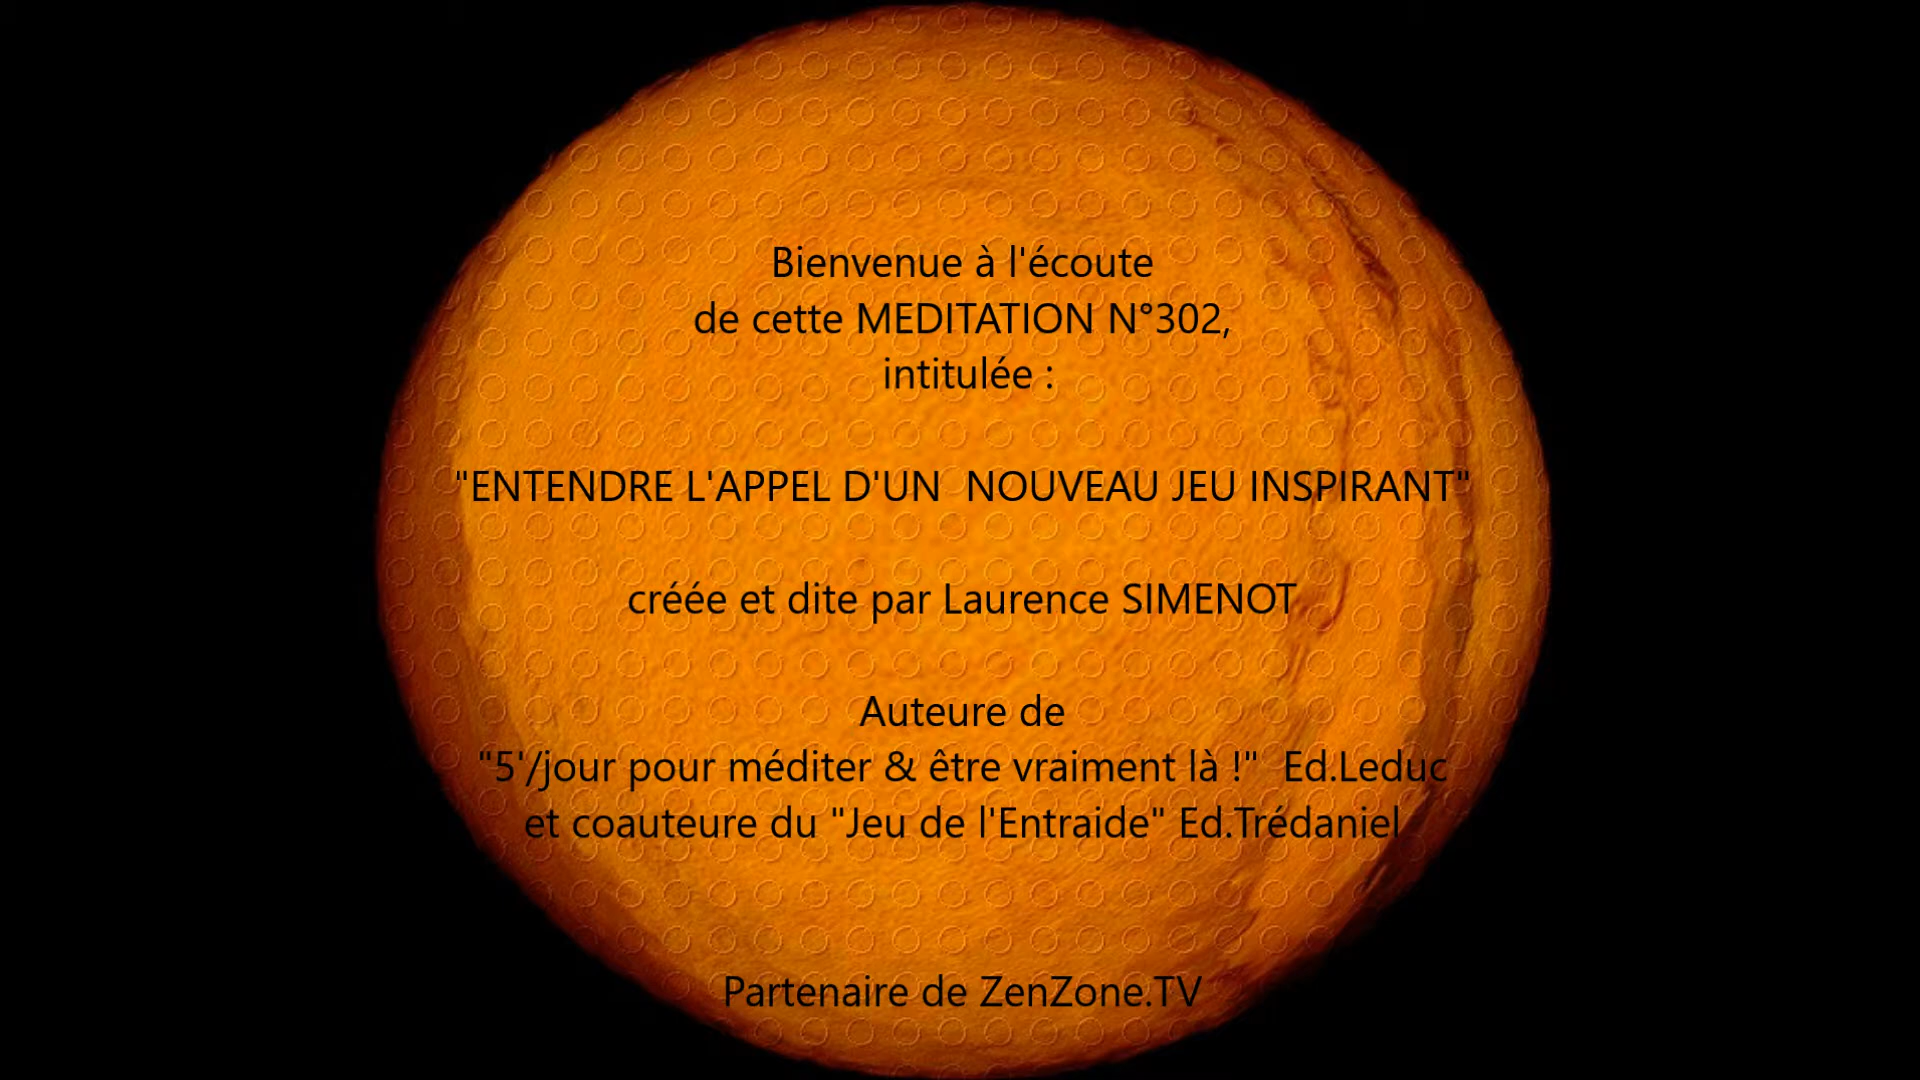 Bienvenue à l'écoute
de cette MEDITATION N°302,
intitulée :
"ENTENDRE L'APPEL D'UN  NOUVEAU JEU INSPIRANT"
créée et dite par Laurence SIMENOT
Auteure de
"5'/jour pour méditer & être vraiment là !"  Ed.Leduc
et coauteure du "Jeu de l'Entraide" Ed.Trédaniel
Partenaire de ZenZone.TV